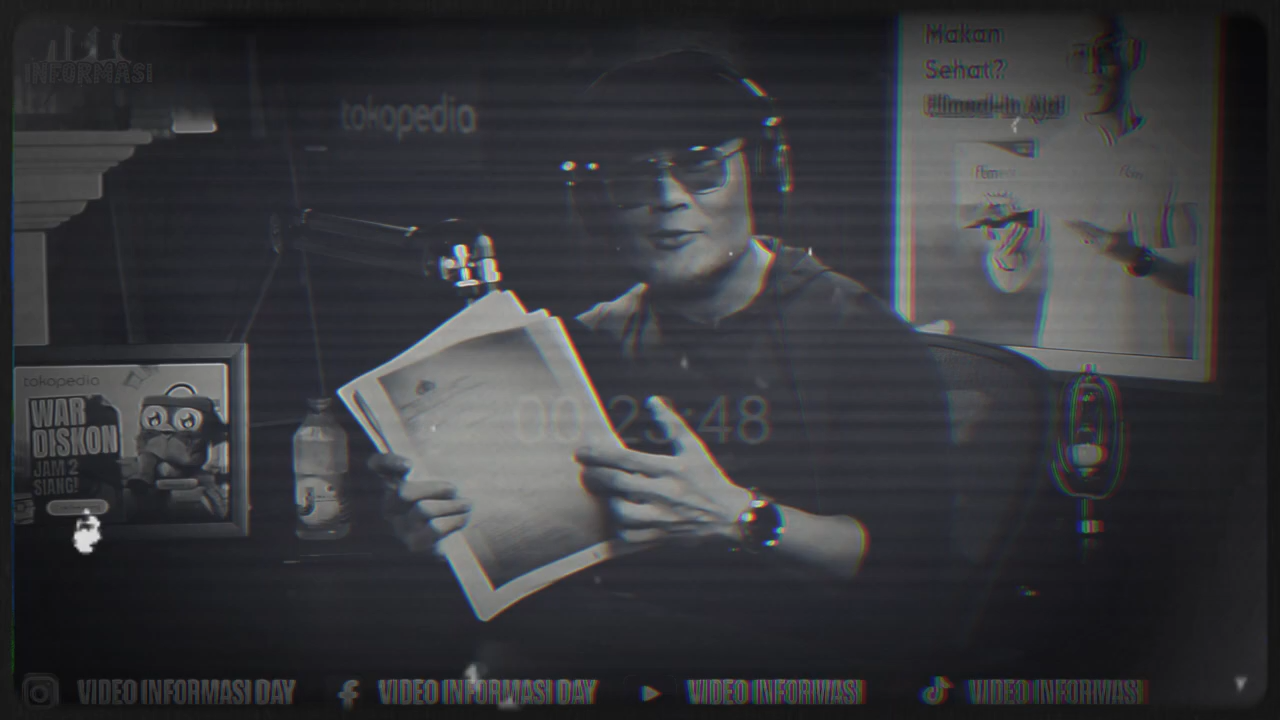 INFORMASI
tokopedia
Makan
Sehat?
tokopedia
WAR
DISKON
JAM 2
SIANG!
00:23:48
VIDEO INFORMASI DAY
VIDEO INFORMASI DAY
VIDEO INFORMASI
VIDEO INFORMASI